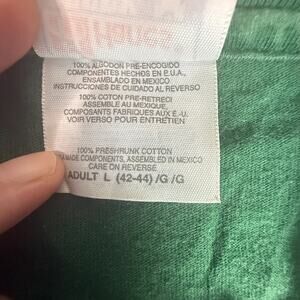 100% ALGODON PRE-ENCOGIDO
COMPONENTES HECHOS EN E.U.A.,
ENSAMBLADO EN MEXICO
INSTRUCCIONES DE CUIDADO AL REVERSO
100% COTON PRE-RETRECI
ASSEMBLE AU MEXIQUE,
COMPOSANTS FABRIQUES AUX É.-U.
VOIR VERSO POUR ENTRETIEN
100% PRESHRUNK COTTON
MADE COMPONENTS, ASSEMBLED IN MEXICO
CARE ON REVERSE
ADULT L (42-44) /G /G